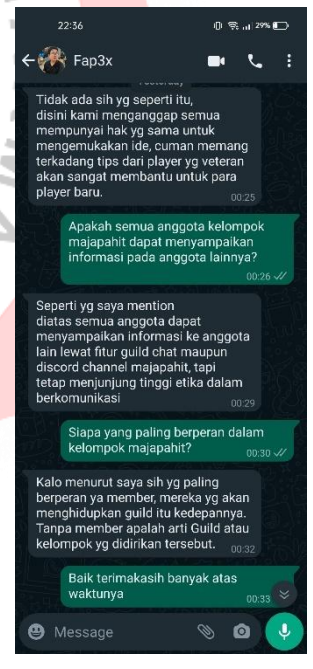 22:36
29%
Fap3x
Yesterday
Tidak ada sih yg seperti itu,
disini kami menganggap semua
mempunyai hak yg sama untuk
mengemukakan ide, cuman memang
terkadang tips dari player yg veteran
akan sangat membantu untuk para
player baru.
00:25
Apakah semua anggota kelompok
majapahit dapat menyampaikan
informasi pada anggota lainnya?
00:26
Seperti yg saya mention
diatas semua anggota dapat
menyampaikan informasi ke anggota
lain lewat fitur guild chat maupun
discord channel majapahit, tapi
tetap menjunjung tinggi etika dalam
berkomunikasi
00:29
Siapa yang paling berperan dalam
kelompok majapahit?
00:30
Kalo menurut saya sih yg paling
berperan ya member, mereka yg akan
menghidupkan guild itu kedepannya.
Tanpa member apalah arti Guild atau
kelompok yg didirikan tersebut.
00:32
Baik terimakasih banyak atas
waktunya
00:33
Message